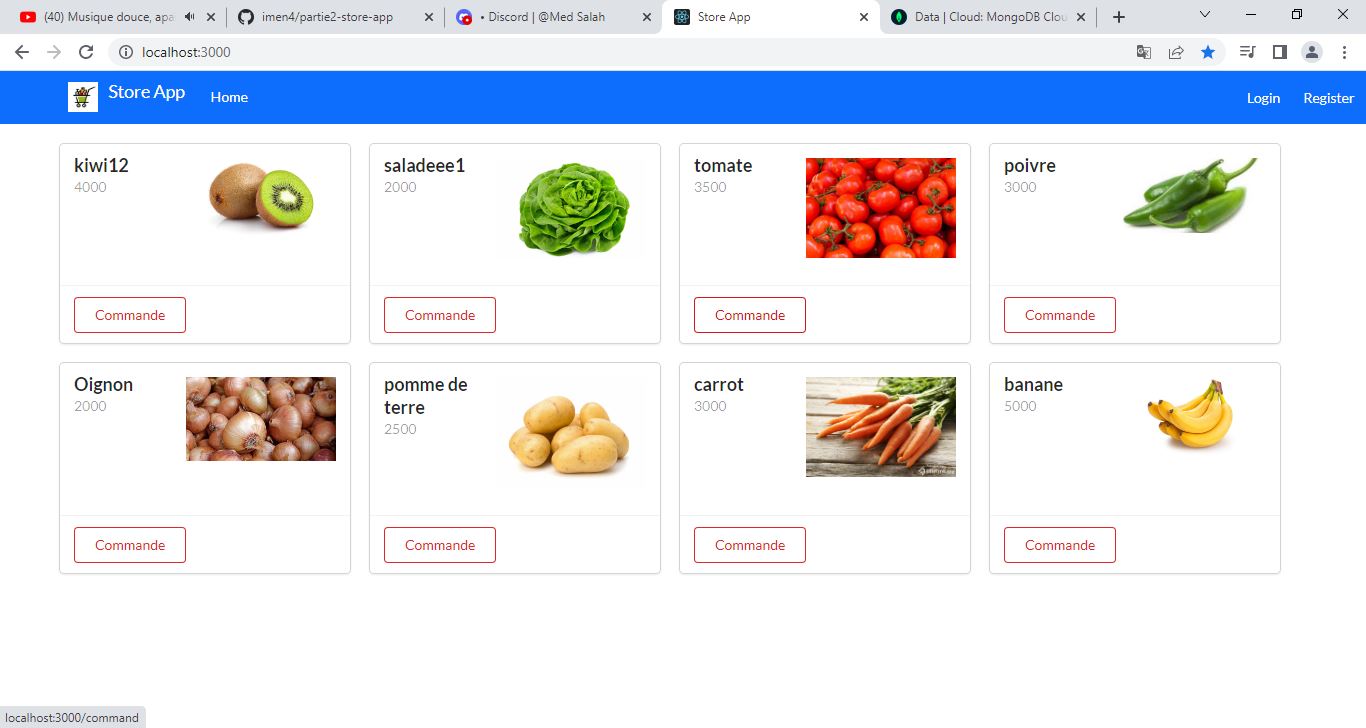 (40) Musique douce, apa
imen4/partie2-store-app
• Discord | @Med Salah
Store App
Data | Cloud: MongoDB Clou
localhost:3000
Store App
Home
Login
Register
kiwi12
4000
Commande
saladeee1
2000
Commande
tomate
3500
Commande
poivre
3000
Commande
Oignon
2000
Commande
pomme de
terre
2500
Commande
carrot
3000
Commande
banane
5000
Commande
localhost:3000/command